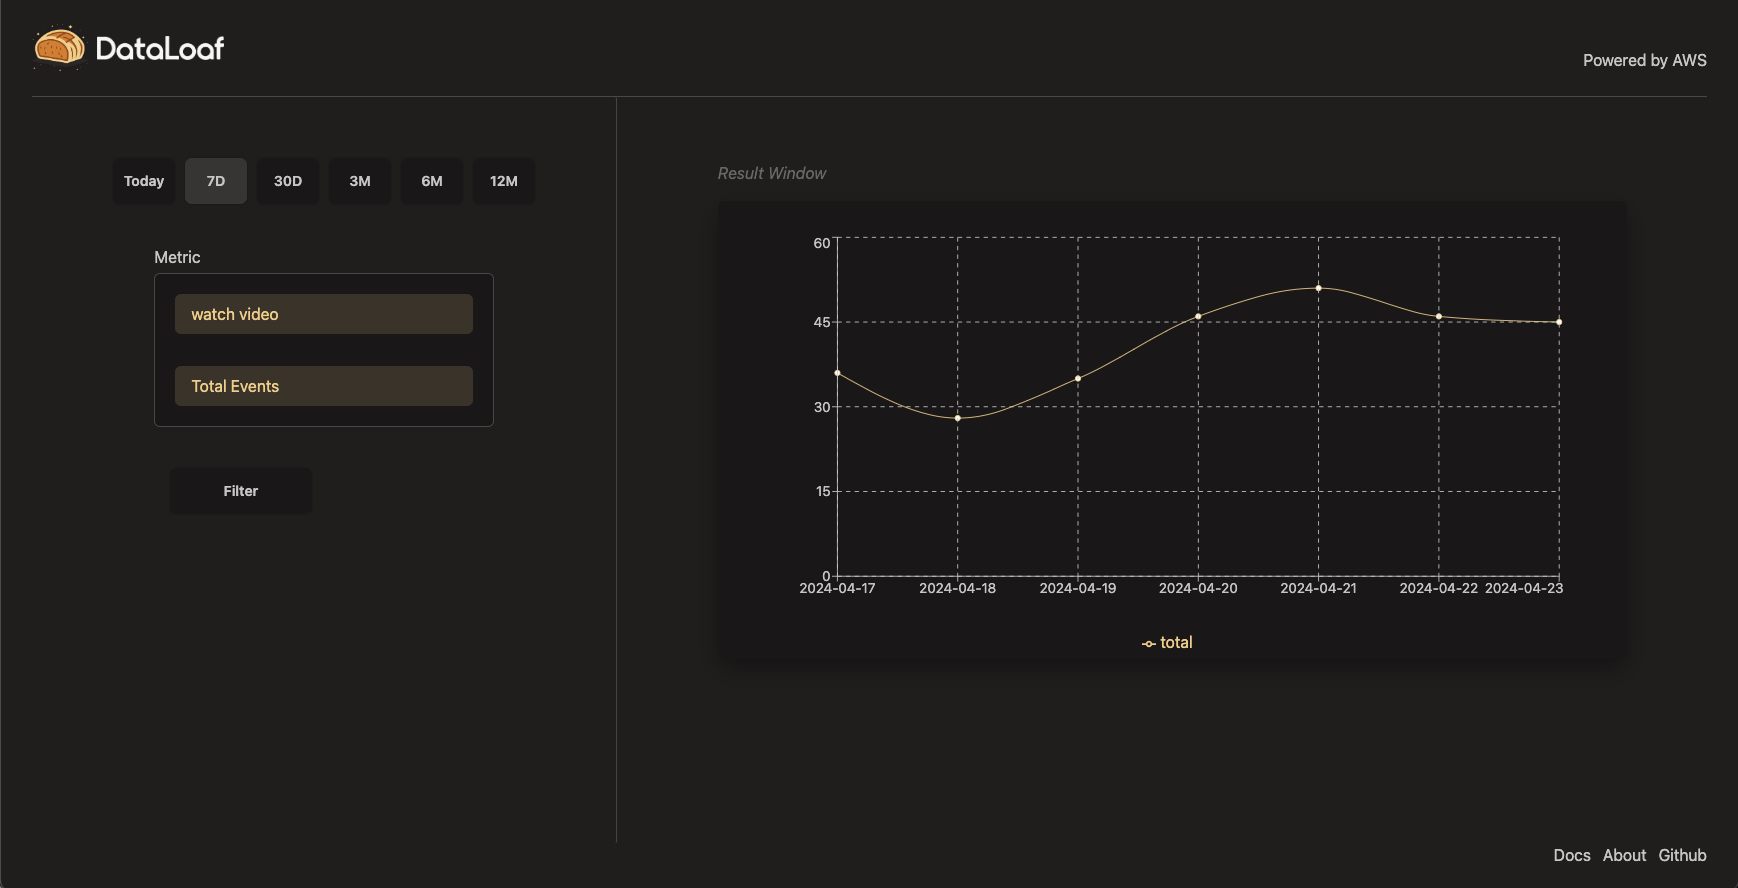 DataLoaf
Powered by AWS
Today 7D 30D 3M 6M 12M
Metric
watch video
Total Events
Filter
Result Window
60
45
30
15
0
2024-04-17 2024-04-18 2024-04-19 2024-04-20 2024-04-21 2024-04-22 2024-04-23
total
Docs About Github